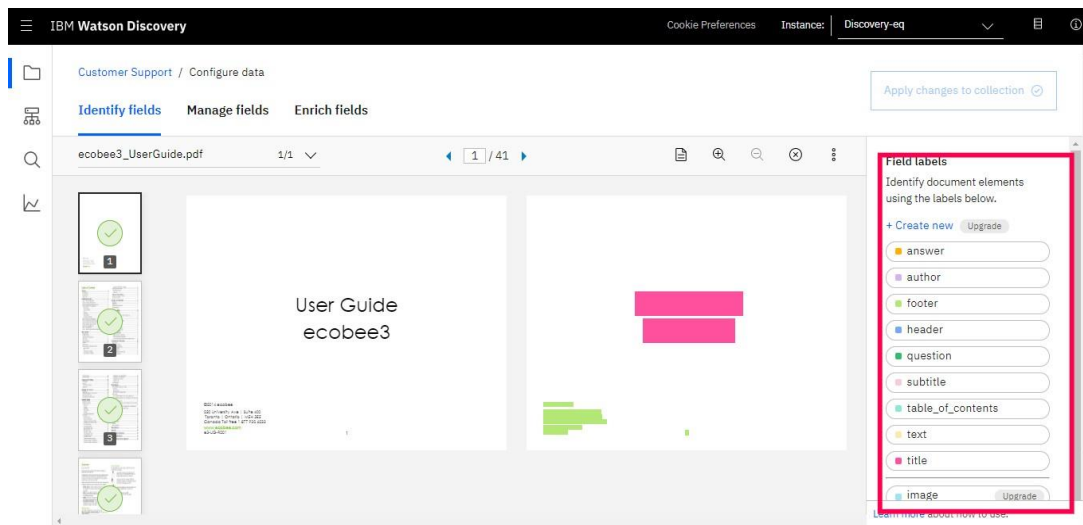 IBM Watson Discovery
Cookie Preferences
Instance:
Discovery-eq
Customer Support / Configure data
Apply changes to collection
Identify fields
Manage fields
Enrich fields
ecobee3_UserGuide.pdf
1/1
1 / 41
Field labels
Identify document elements
using the labels below.
+ Create new
Upgrade
answer
author
footer
header
question
subtitle
table_of_contents
text
title
image
Upgrade
Learn more about how to use.
1
2
3
User Guide
ecobee3
www.ecobee.com